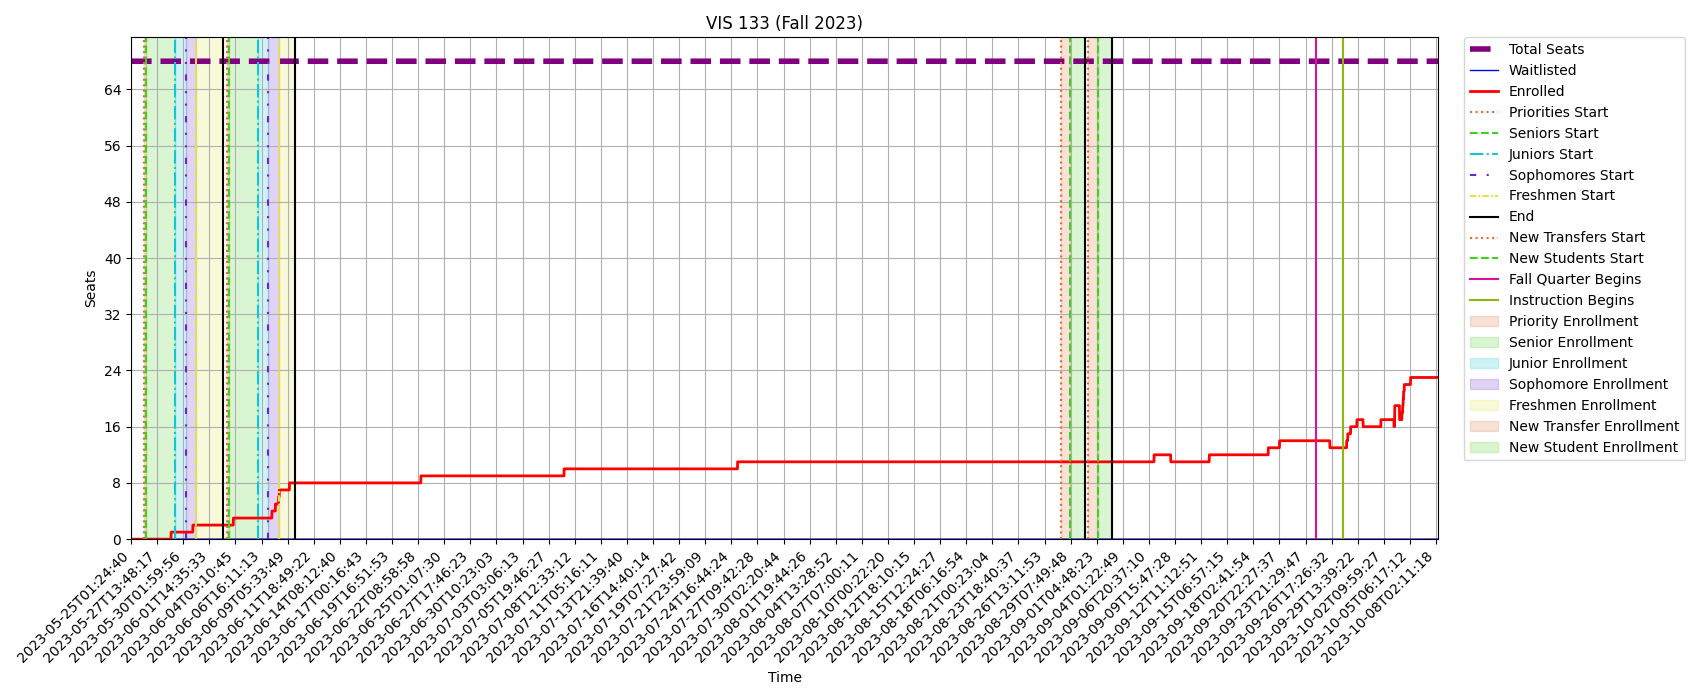 VIS 133 (Fall 2023)
Seats
64
56
48
40
32
24
16
8
0
2023-05-25T01:24:40
2023-05-27T13:48:17
2023-05-30T01:59:56
2023-06-01T14:35:33
2023-06-04T03:10:45
2023-06-06T16:11:13
2023-06-09T05:33:49
2023-06-11T18:49:22
2023-06-14T08:12:40
2023-06-17T00:16:43
2023-06-19T16:51:53
2023-06-22T08:58:58
2023-06-25T01:07:30
2023-06-27T17:46:23
2023-06-30T10:23:03
2023-07-03T03:06:13
2023-07-05T19:46:27
2023-07-08T12:33:12
2023-07-11T05:16:11
2023-07-13T21:39:40
2023-07-16T14:40:14
2023-07-19T07:27:42
2023-07-21T23:59:09
2023-07-24T16:44:24
2023-07-27T09:42:28
2023-07-30T02:20:44
2023-08-01T19:44:26
2023-08-04T13:28:52
2023-08-07T07:00:11
2023-08-10T00:22:20
2023-08-12T18:10:15
2023-08-15T12:24:27
2023-08-18T06:16:54
2023-08-21T00:23:04
2023-08-23T18:40:37
2023-08-26T13:11:53
2023-08-29T07:49:48
2023-09-01T04:48:23
2023-09-04T01:22:49
2023-09-06T20:37:10
2023-09-09T15:47:28
2023-09-12T11:12:51
2023-09-15T06:57:15
2023-09-18T02:41:54
2023-09-20T22:27:37
2023-09-23T21:29:47
2023-09-26T17:26:32
2023-09-29T13:39:22
2023-10-02T09:59:27
2023-10-05T06:17:12
2023-10-08T02:11:18
Time
Total Seats
Waitlisted
Enrolled
Priorities Start
Seniors Start
Juniors Start
Sophomores Start
Freshmen Start
End
New Transfers Start
New Students Start
Fall Quarter Begins
Instruction Begins
Priority Enrollment
Senior Enrollment
Junior Enrollment
Sophomore Enrollment
Freshmen Enrollment
New Transfer Enrollment
New Student Enrollment